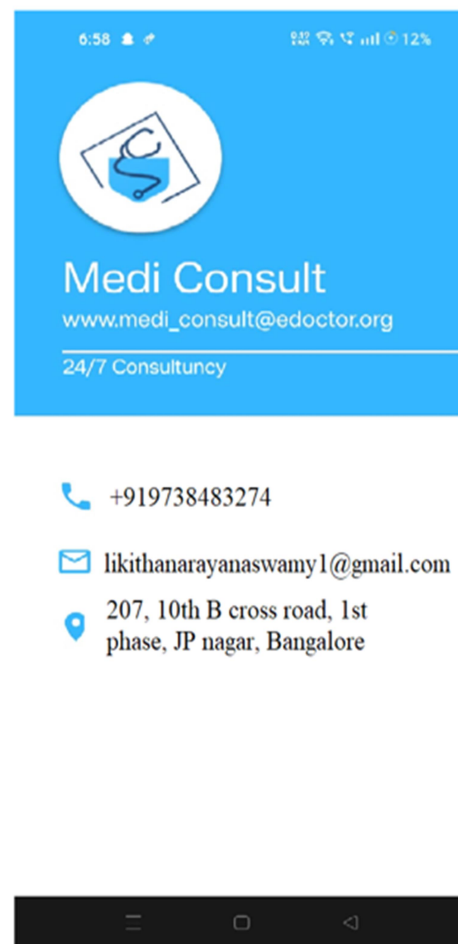 6:58
12%
Medi Consult
www.medi_consult@edoctor.org
24/7 Consultuncy
+919738483274
likithanarayanaswamy1@gmail.com
207, 10th B cross road, 1st
phase, JP nagar, Bangalore